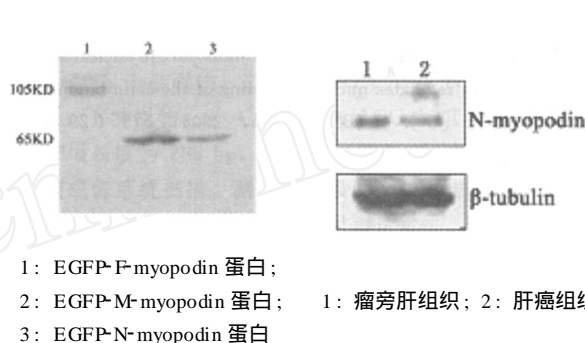 1 2 3
105KD
65KD
1 2
N-myopodin
β-tubulin
1: EGFP-F-myopodin 蛋白;
2: EGFP-M-myopodin 蛋白;
3: EGFP-N-myopodin 蛋白
1: 瘤旁肝组织; 2: 肝癌组织